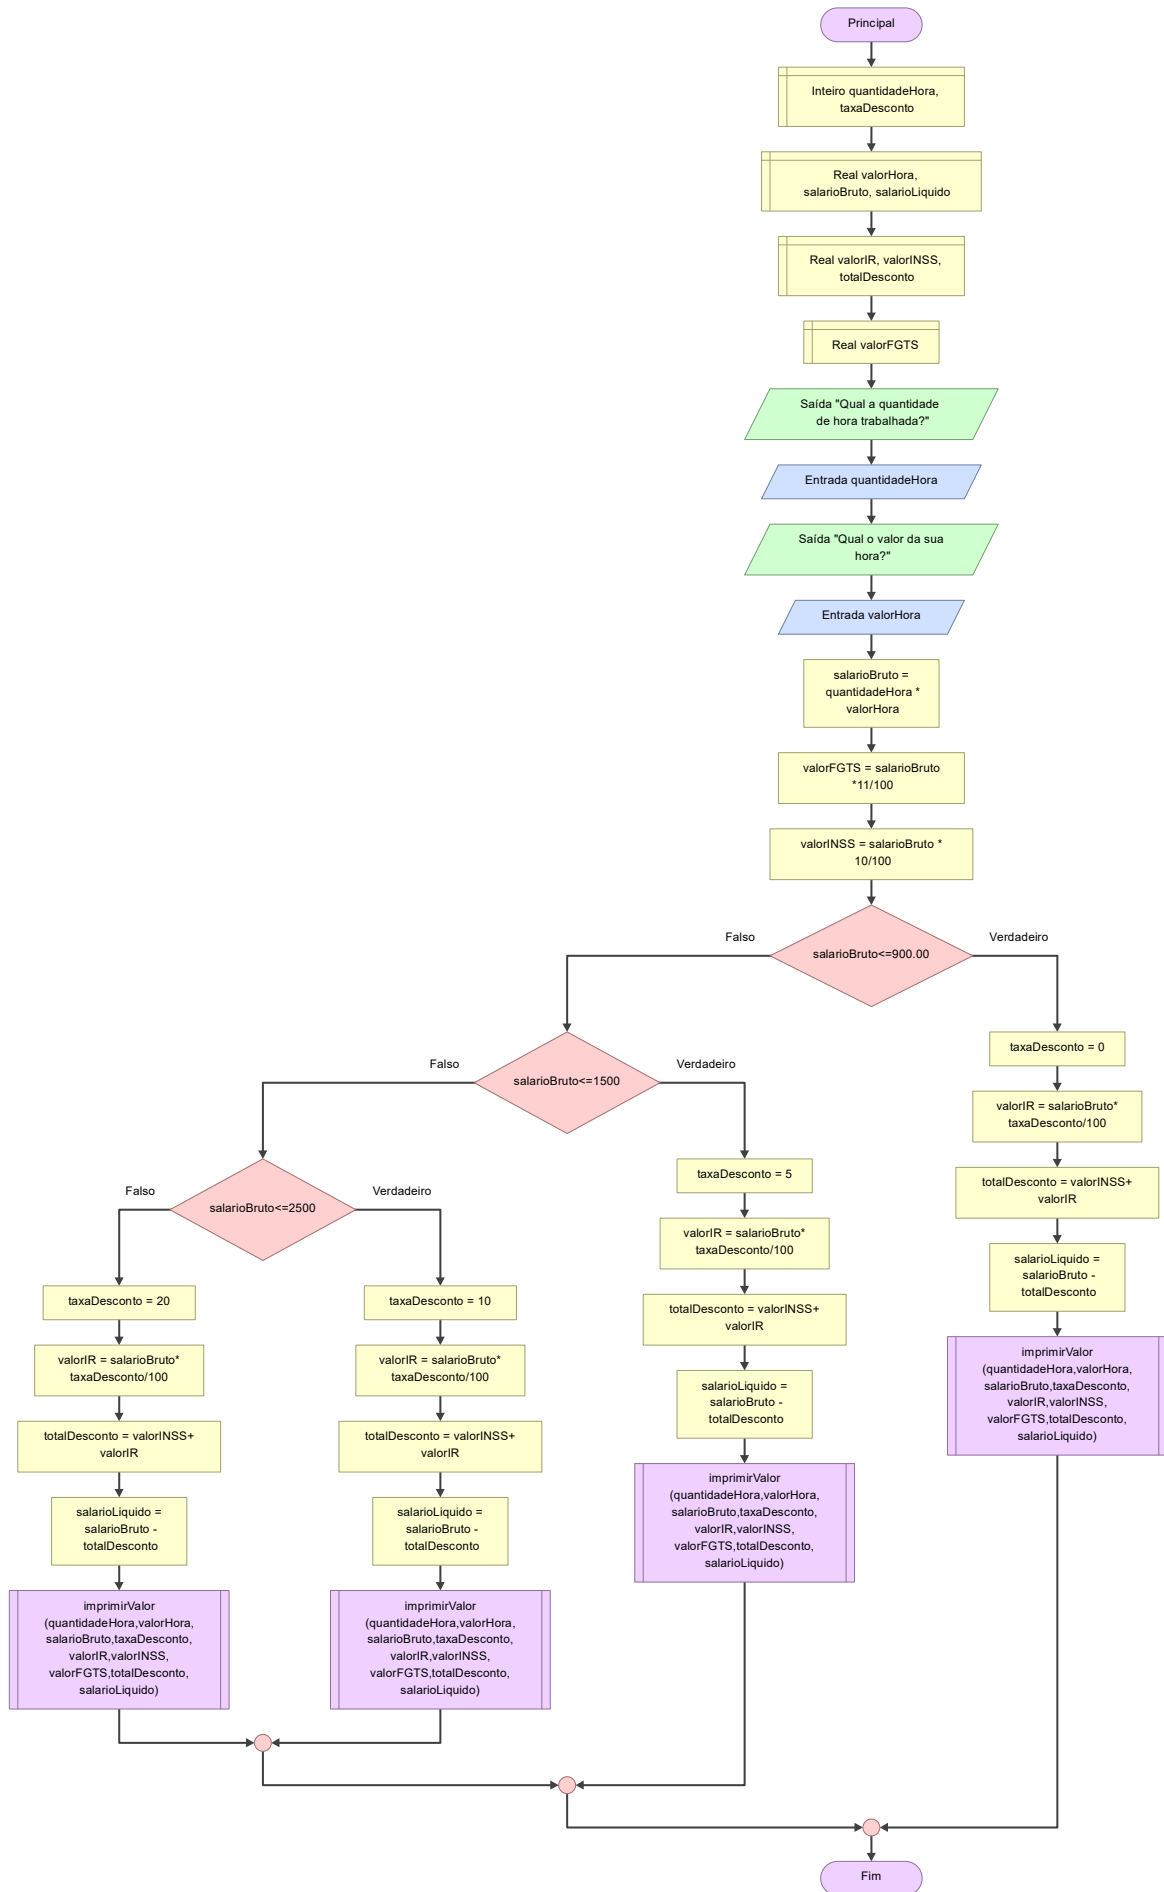 Principal
Inteiro quantidadeHora,
taxaDesconto
Real valorHora,
salarioBruto, salarioLiquido
Real valorIR, valorINSS,
totalDesconto
Real valorFGTS
Saída "Qual a quantidade
de hora trabalhada?"
Entrada quantidadeHora
Saída "Qual o valor da sua
hora?"
Entrada valorHora
salarioBruto =
quantidadeHora *
valorHora
valorFGTS = salarioBruto
*11/100
valorINSS = salarioBruto *
10/100
Falso
salarioBruto<=900.00
Verdadeiro
Falso
salarioBruto<=1500
Verdadeiro
Falso
salarioBruto<=2500
Verdadeiro
taxaDesconto = 20
valorIR = salarioBruto*
taxaDesconto/100
totalDesconto = valorINSS+
valorIR
salarioLiquido =
salarioBruto -
totalDesconto
imprimirValor
(quantidadeHora,valorHora,
salarioBruto,taxaDesconto,
valorIR,valorINSS,
valorFGTS,totalDesconto,
salarioLiquido)
taxaDesconto = 10
valorIR = salarioBruto*
taxaDesconto/100
totalDesconto = valorINSS+
valorIR
salarioLiquido =
salarioBruto -
totalDesconto
imprimirValor
(quantidadeHora,valorHora,
salarioBruto,taxaDesconto,
valorIR,valorINSS,
valorFGTS,totalDesconto,
salarioLiquido)
taxaDesconto = 5
valorIR = salarioBruto*
taxaDesconto/100
totalDesconto = valorINSS+
valorIR
salarioLiquido =
salarioBruto -
totalDesconto
imprimirValor
(quantidadeHora,valorHora,
salarioBruto,taxaDesconto,
valorIR,valorINSS,
valorFGTS,totalDesconto,
salarioLiquido)
taxaDesconto = 0
valorIR = salarioBruto*
taxaDesconto/100
totalDesconto = valorINSS+
valorIR
salarioLiquido =
salarioBruto -
totalDesconto
imprimirValor
(quantidadeHora,valorHora,
salarioBruto,taxaDesconto,
valorIR,valorINSS,
valorFGTS,totalDesconto,
salarioLiquido)
Fim